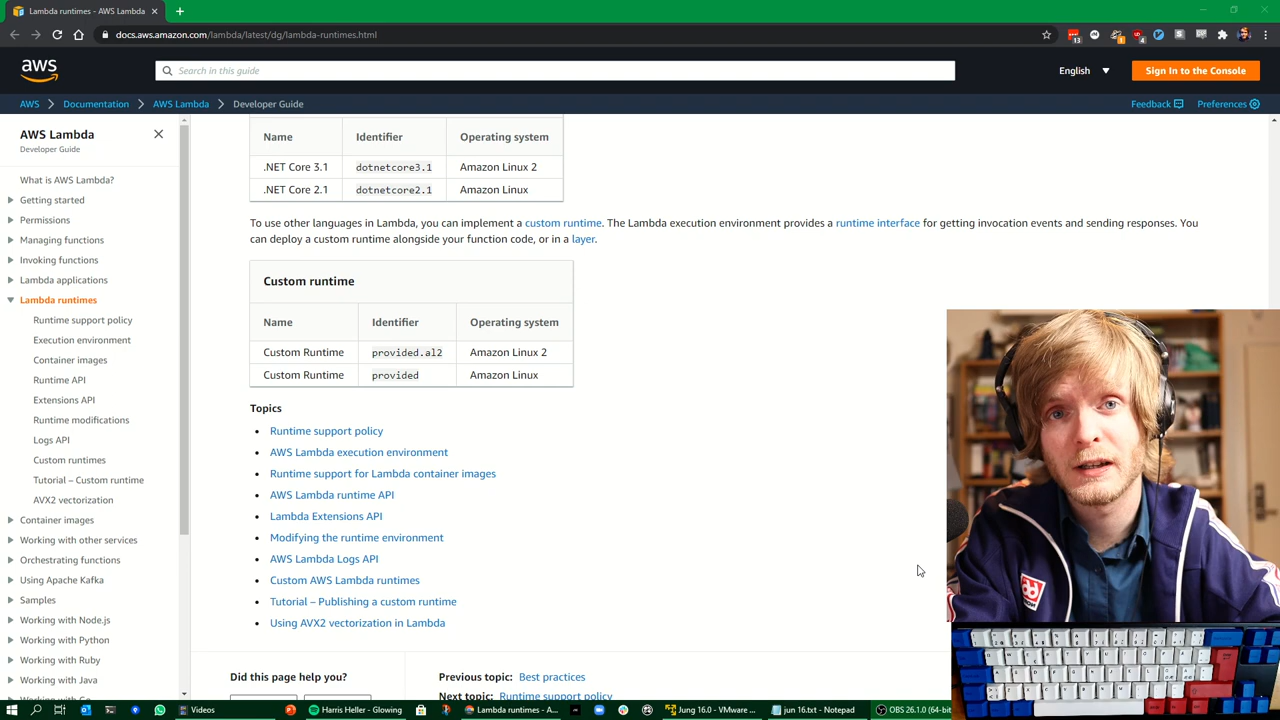 Lambda runtimes - AWS Lambda
docs.aws.amazon.com/lambda/latest/dg/lambda-runtimes.html
aws
Search in this guide
English
Sign In to the Console
AWS
Documentation
AWS Lambda
Developer Guide
Feedback
Preferences
AWS Lambda
Developer Guide
What is AWS Lambda?
Getting started
Permissions
Managing functions
Invoking functions
Lambda applications
Lambda runtimes
Runtime support policy
Execution environment
Container images
Runtime API
Extensions API
Runtime modifications
Logs API
Custom runtimes
Tutorial – Custom runtime
AVX2 vectorization
Container images
Working with other services
Orchestrating functions
Using Apache Kafka
Samples
Working with Node.js
Working with Python
Working with Ruby
Working with Java
Working with Go
Name Identifier Operating system
.NET Core 3.1 dotnetcore3.1 Amazon Linux 2
.NET Core 2.1 dotnetcore2.1 Amazon Linux
To use other languages in Lambda, you can implement a custom runtime. The Lambda execution environment provides a runtime interface for getting invocation events and sending responses. You
can deploy a custom runtime alongside your function code, or in a layer.
Custom runtime
Name Identifier Operating system
Custom Runtime provided.al2 Amazon Linux 2
Custom Runtime provided Amazon Linux
Topics
Runtime support policy
AWS Lambda execution environment
Runtime support for Lambda container images
AWS Lambda runtime API
Lambda Extensions API
Modifying the runtime environment
AWS Lambda Logs API
Custom AWS Lambda runtimes
Tutorial – Publishing a custom runtime
Using AVX2 vectorization in Lambda
Did this page help you?
Previous topic: Best practices
Next topic: Runtime support policy
Videos
Harris Heller - Glowing
Lambda runtimes - A...
Jung 16.0 - VMware ...
jun 16.txt - Notepad
OBS 26.1.0 (64-bit